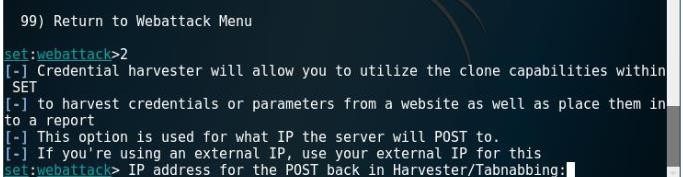 99) Return to Webattack Menu
set:webattack>2
[-] Credential harvester will allow you to utilize the clone capabilities within
SET
[-] to harvest credentials or parameters from a website as well as place them in
to a report
[-] This option is used for what IP the server will POST to.
[-] If you're using an external IP, use your external IP for this
set:webattack> IP address for the POST back in Harvester/Tabnabbing: